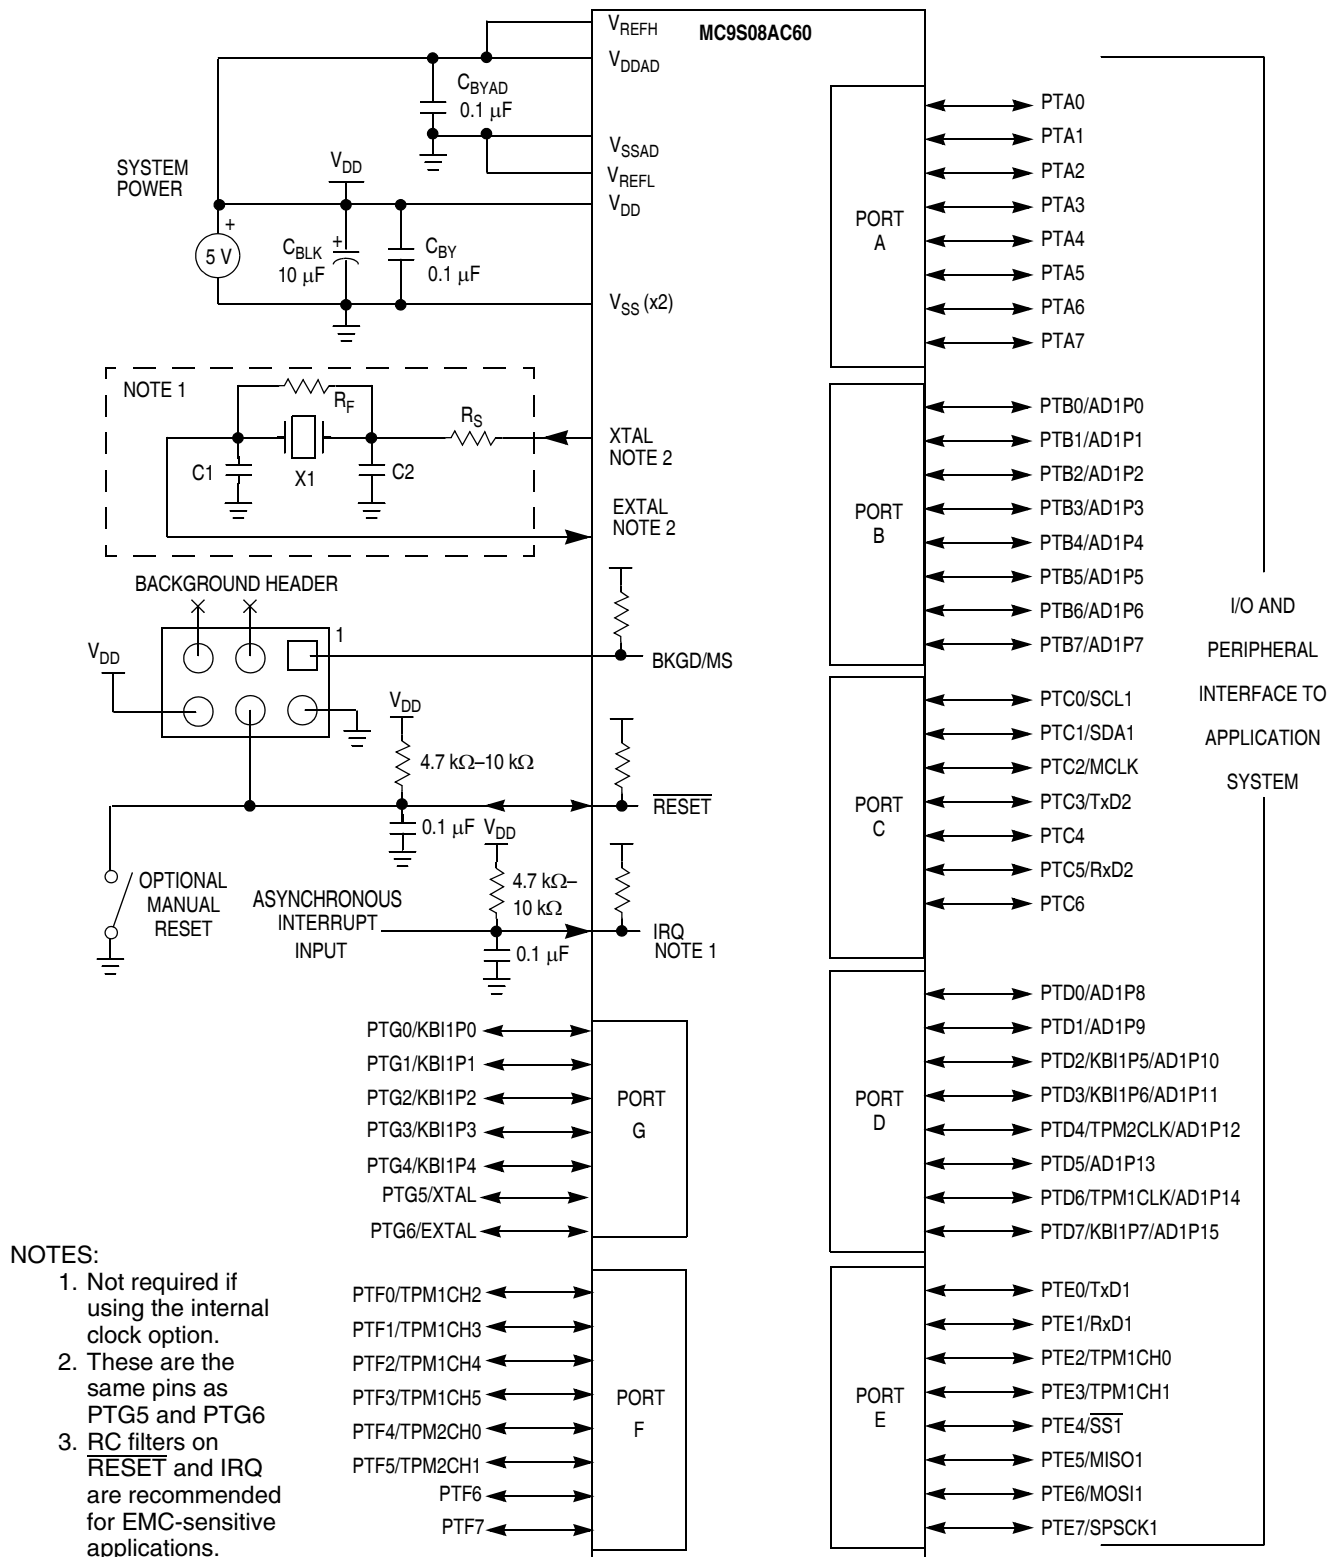 MC9S08AC60
VREFH
VDDAD
CBYAD
0.1 µF
VSSAD
VREFL
VDD
SYSTEM
POWER
VDD
+
5 V
CBLK
+
10 µF
CBY
0.1 µF
VSS (x2)
NOTE 1
RF
RS
C1
X1
C2
XTAL
NOTE 2
EXTAL
NOTE 2
BACKGROUND HEADER
1
VDD
BKGD/MS
VDD
4.7 kΩ–10 kΩ
RESET
0.1 µF
VDD
OPTIONAL
MANUAL
RESET
ASYNCHRONOUS
INTERRUPT
INPUT
4.7 kΩ–
10 kΩ
0.1 µF
IRQ
NOTE 1
PTG0/KBI1P0
PTG1/KBI1P1
PTG2/KBI1P2
PTG3/KBI1P3
PTG4/KBI1P4
PTG5/XTAL
PTG6/EXTAL
PORT
G
PTF0/TPM1CH2
PTF1/TPM1CH3
PTF2/TPM1CH4
PTF3/TPM1CH5
PTF4/TPM2CH0
PTF5/TPM2CH1
PTF6
PTF7
PORT
F
PORT
A
PTA0
PTA1
PTA2
PTA3
PTA4
PTA5
PTA6
PTA7
PORT
B
PTB0/AD1P0
PTB1/AD1P1
PTB2/AD1P2
PTB3/AD1P3
PTB4/AD1P4
PTB5/AD1P5
PTB6/AD1P6
PTB7/AD1P7
PORT
C
PTC0/SCL1
PTC1/SDA1
PTC2/MCLK
PTC3/TxD2
PTC4
PTC5/RxD2
PTC6
PORT
D
PTD0/AD1P8
PTD1/AD1P9
PTD2/KBI1P5/AD1P10
PTD3/KBI1P6/AD1P11
PTD4/TPM2CLK/AD1P12
PTD5/AD1P13
PTD6/TPM1CLK/AD1P14
PTD7/KBI1P7/AD1P15
PORT
E
PTE0/TxD1
PTE1/RxD1
PTE2/TPM1CH0
PTE3/TPM1CH1
PTE4/SS1
PTE5/MISO1
PTE6/MOSI1
PTE7/SPSCK1
I/O AND
PERIPHERAL
INTERFACE TO
APPLICATION
SYSTEM
NOTES:
1. Not required if
using the internal
clock option.
2. These are the
same pins as
PTG5 and PTG6
3. RC filters on
RESET and IRQ
are recommended
for EMC-sensitive
applications.